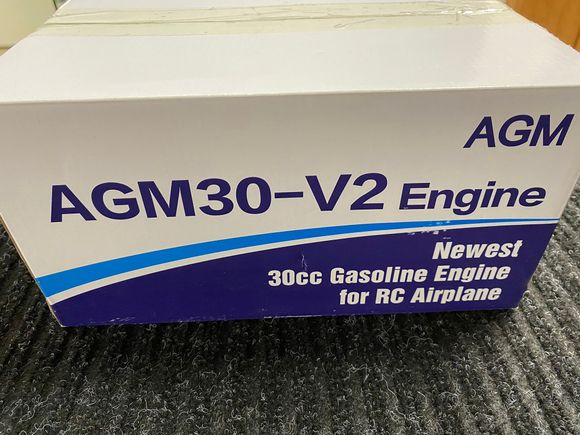 AGM
AGM30-V2 Engine
Newest
30cc Gasoline Engine
for RC Airplane